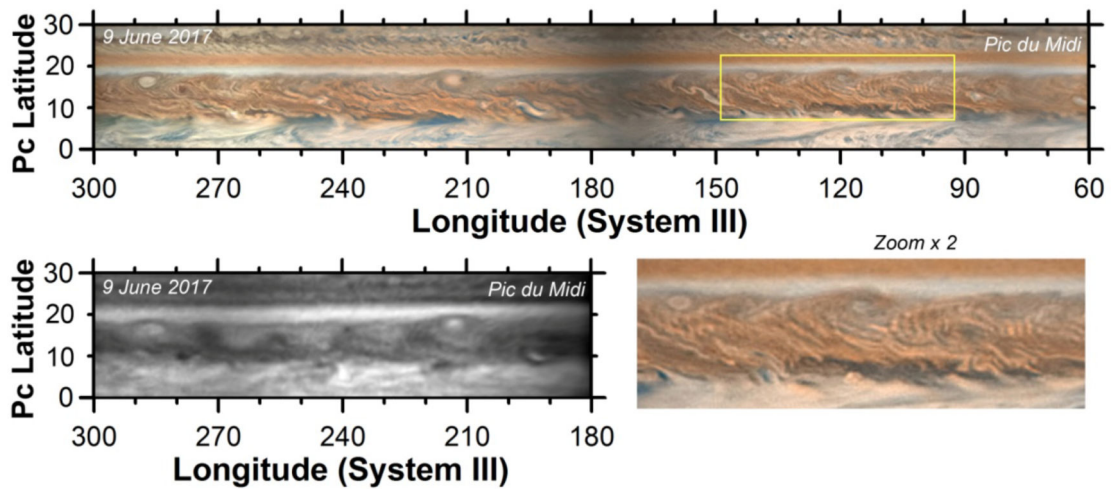 9 June 2017
Pic du Midi
Pc Latitude
30
20
10
0
300 270 240 210 180 150 120 90 60
Longitude (System III)
Zoom x 2
9 June 2017
Pic du Midi
Pc Latitude
30
20
10
0
300 270 240 210 180
Longitude (System III)